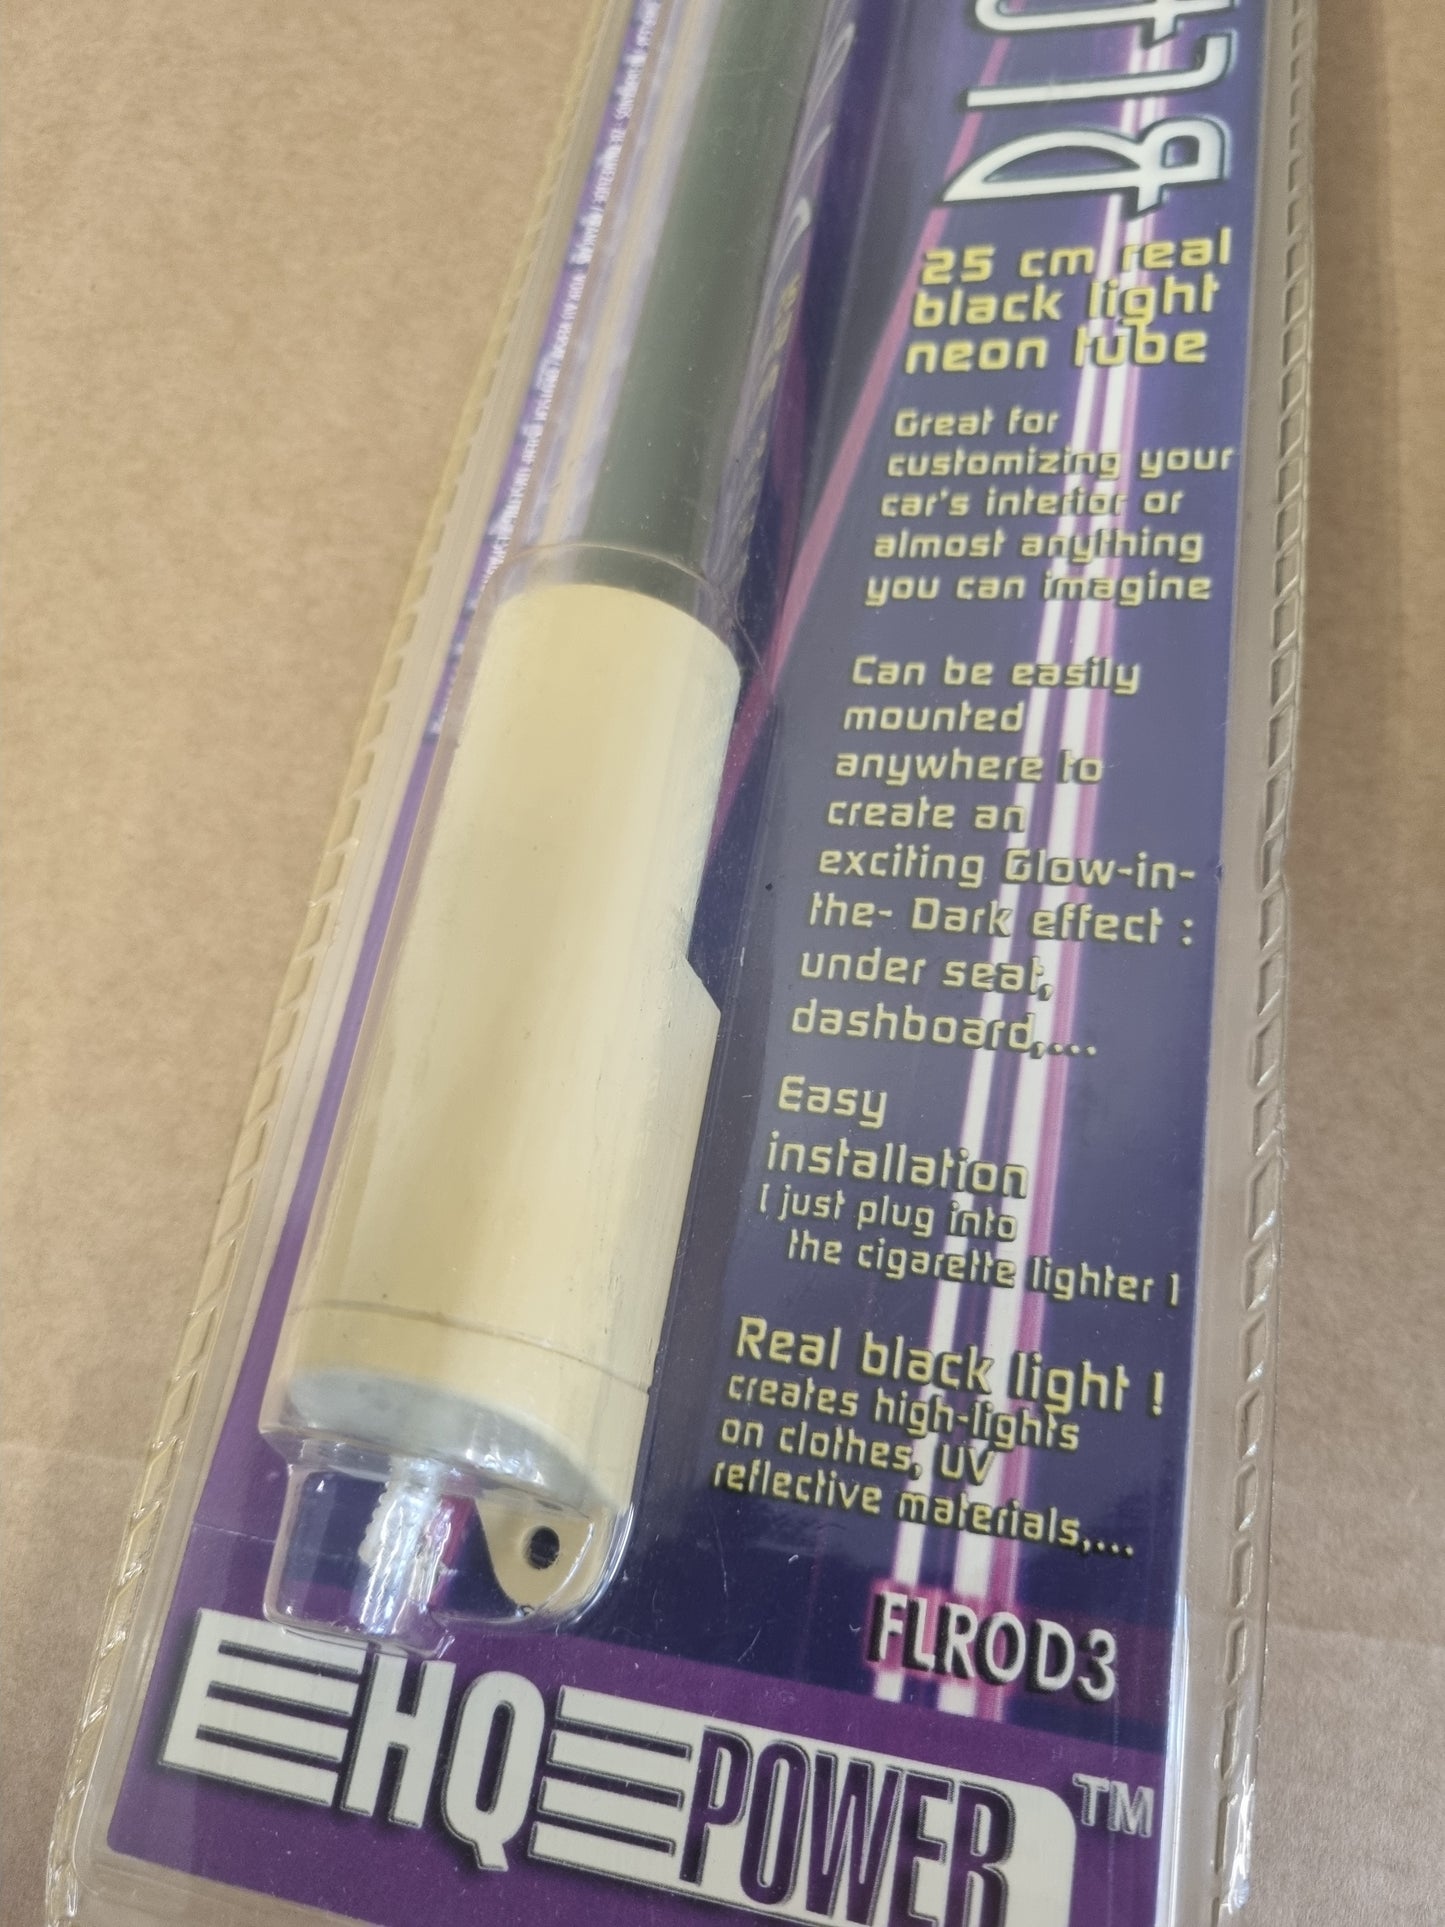 25 cm real
black light
neon tube
Great for
customizing your
car's interior or
almost anything
you can imagine
Can be easily
mounted
anywhere to
create an
exciting Glow-in-
the- Dark effect :
under seat,
dashboard,...
Easy
installation
( just plug into
the cigarette lighter )
Real black light !
creates high-lights
on clothes, UV
reflective materials,...
FLROD3
HQ POWER TM